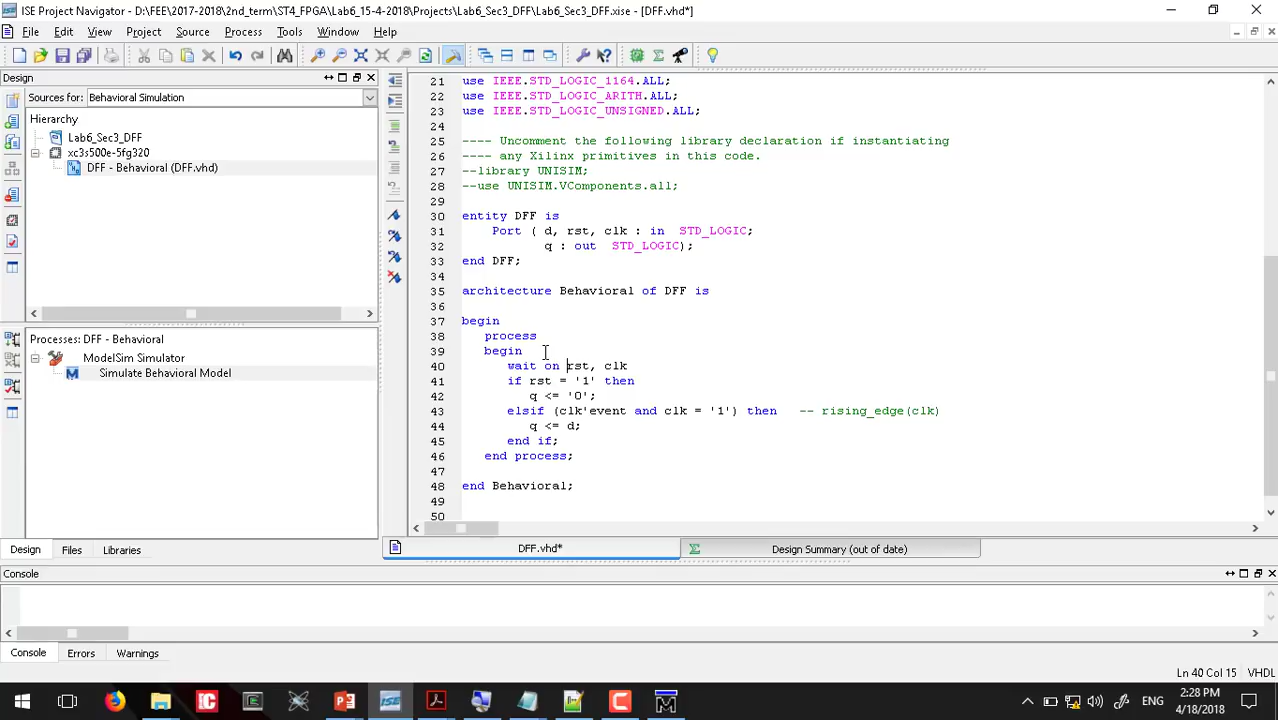 ISE Project Navigator - D:\FEE\2017-2018\2nd_term\ST4_FPGA\Lab6_15-4-2018\Projects\Lab6_Sec3_DFF\Lab6_Sec3_DFF.xise - [DFF.vhd*]
File Edit View Project Source Process Tools Window Help
Design
Sources for: Behavioral Simulation
Hierarchy
Lab6_Sec3_DFF
xc3s500e-5fg320
DFF - Behavioral (DFF.vhd)
Processes: DFF - Behavioral
ModelSim Simulator
Simulate Behavioral Model
Design Files Libraries
21 use IEEE.STD_LOGIC_1164.ALL;
22 use IEEE.STD_LOGIC_ARITH.ALL;
23 use IEEE.STD_LOGIC_UNSIGNED.ALL;
24
25 ---- Uncomment the following library declaration if instantiating
26 ---- any Xilinx primitives in this code.
27 --library UNISIM;
28 --use UNISIM.VComponents.all;
29
30 entity DFF is
31 Port ( d, rst, clk : in STD_LOGIC;
32 q : out STD_LOGIC);
33 end DFF;
34
35 architecture Behavioral of DFF is
36
37 begin
38 process
39 begin
40 wait on rst, clk
41 if rst = '1' then
42 q <= '0';
43 elsif (clk'event and clk = '1') then -- rising_edge(clk)
44 q <= d;
45 end if;
46 end process;
47
48 end Behavioral;
49
50
DFF.vhd* Design Summary (out of date)
Console
Console Errors Warnings
Ln 40 Col 15 VHDL
ENG
2:28 PM
4/18/2018